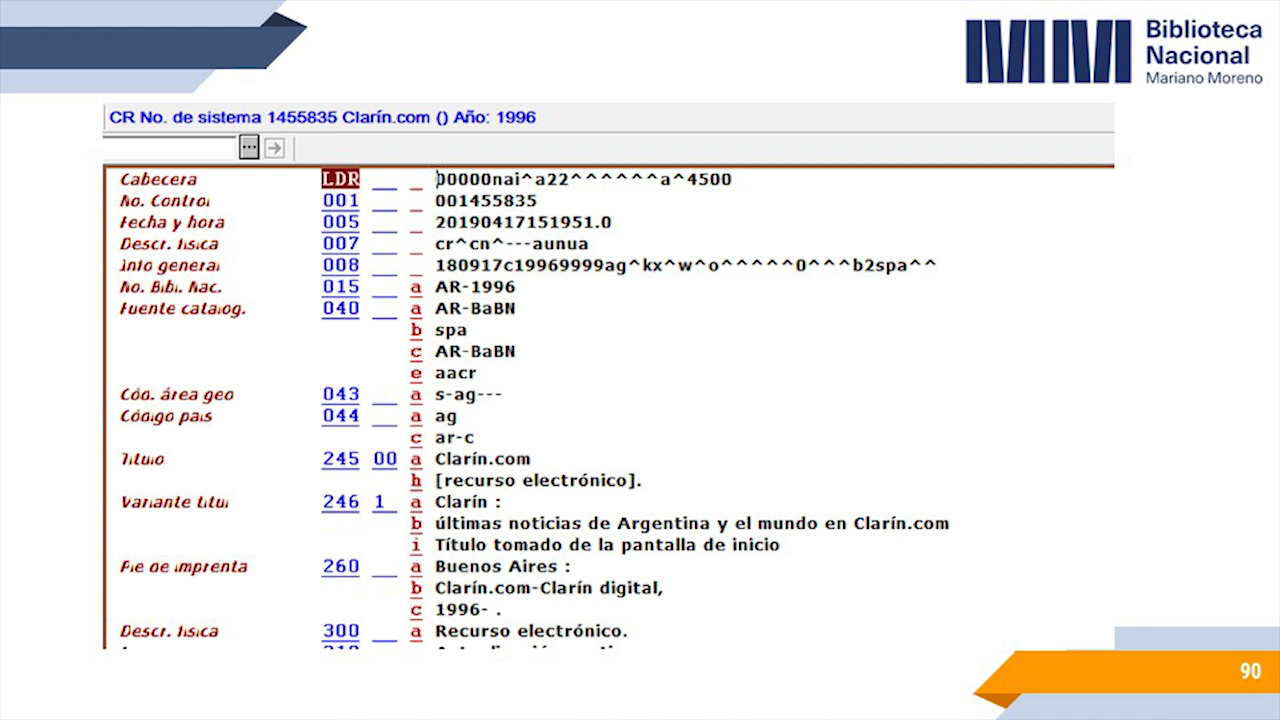 Biblioteca
Nacional
Mariano Moreno
CR No. de sistema 1455835 Clarín.com () Año: 1996
Cabecera LDR 00000nai^a22^^^^^^a^4500
No. Control 001 001455835
Fecha y hora 005 20190417151951.0
Descr. física 007 cr^cn^---aunua
Info general 008 180917c19969999ag^kx^w^o^^^^^0^^^b2spa^^
No. Bibl. Nac. 015 a AR-1996
Fuente catalog. 040 a AR-BaBN
b spa
c AR-BaBN
e aacr
Cód. área geo 043 a s-ag---
Código país 044 a ag
c ar-c
Título 245 00 a Clarín.com
h [recurso electrónico].
Variante títul 246 1 a Clarín :
b últimas noticias de Argentina y el mundo en Clarín.com
i Título tomado de la pantalla de inicio
Pie de imprenta 260 a Buenos Aires :
b Clarín.com-Clarín digital,
c 1996- .
Descr. física 300 a Recurso electrónico.
90